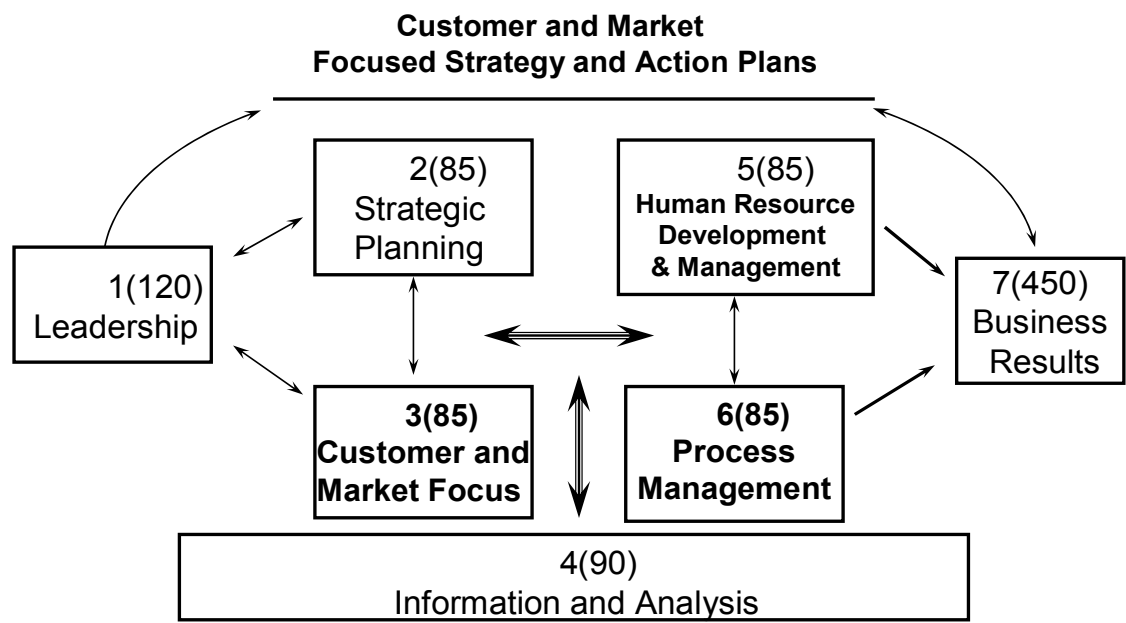 Customer and Market
Focused Strategy and Action Plans
1(120)
Leadership
2(85)
Strategic
Planning
3(85)
Customer and
Market Focus
5(85)
Human Resource
Development
& Management
6(85)
Process
Management
7(450)
Business
Results
4(90)
Information and Analysis